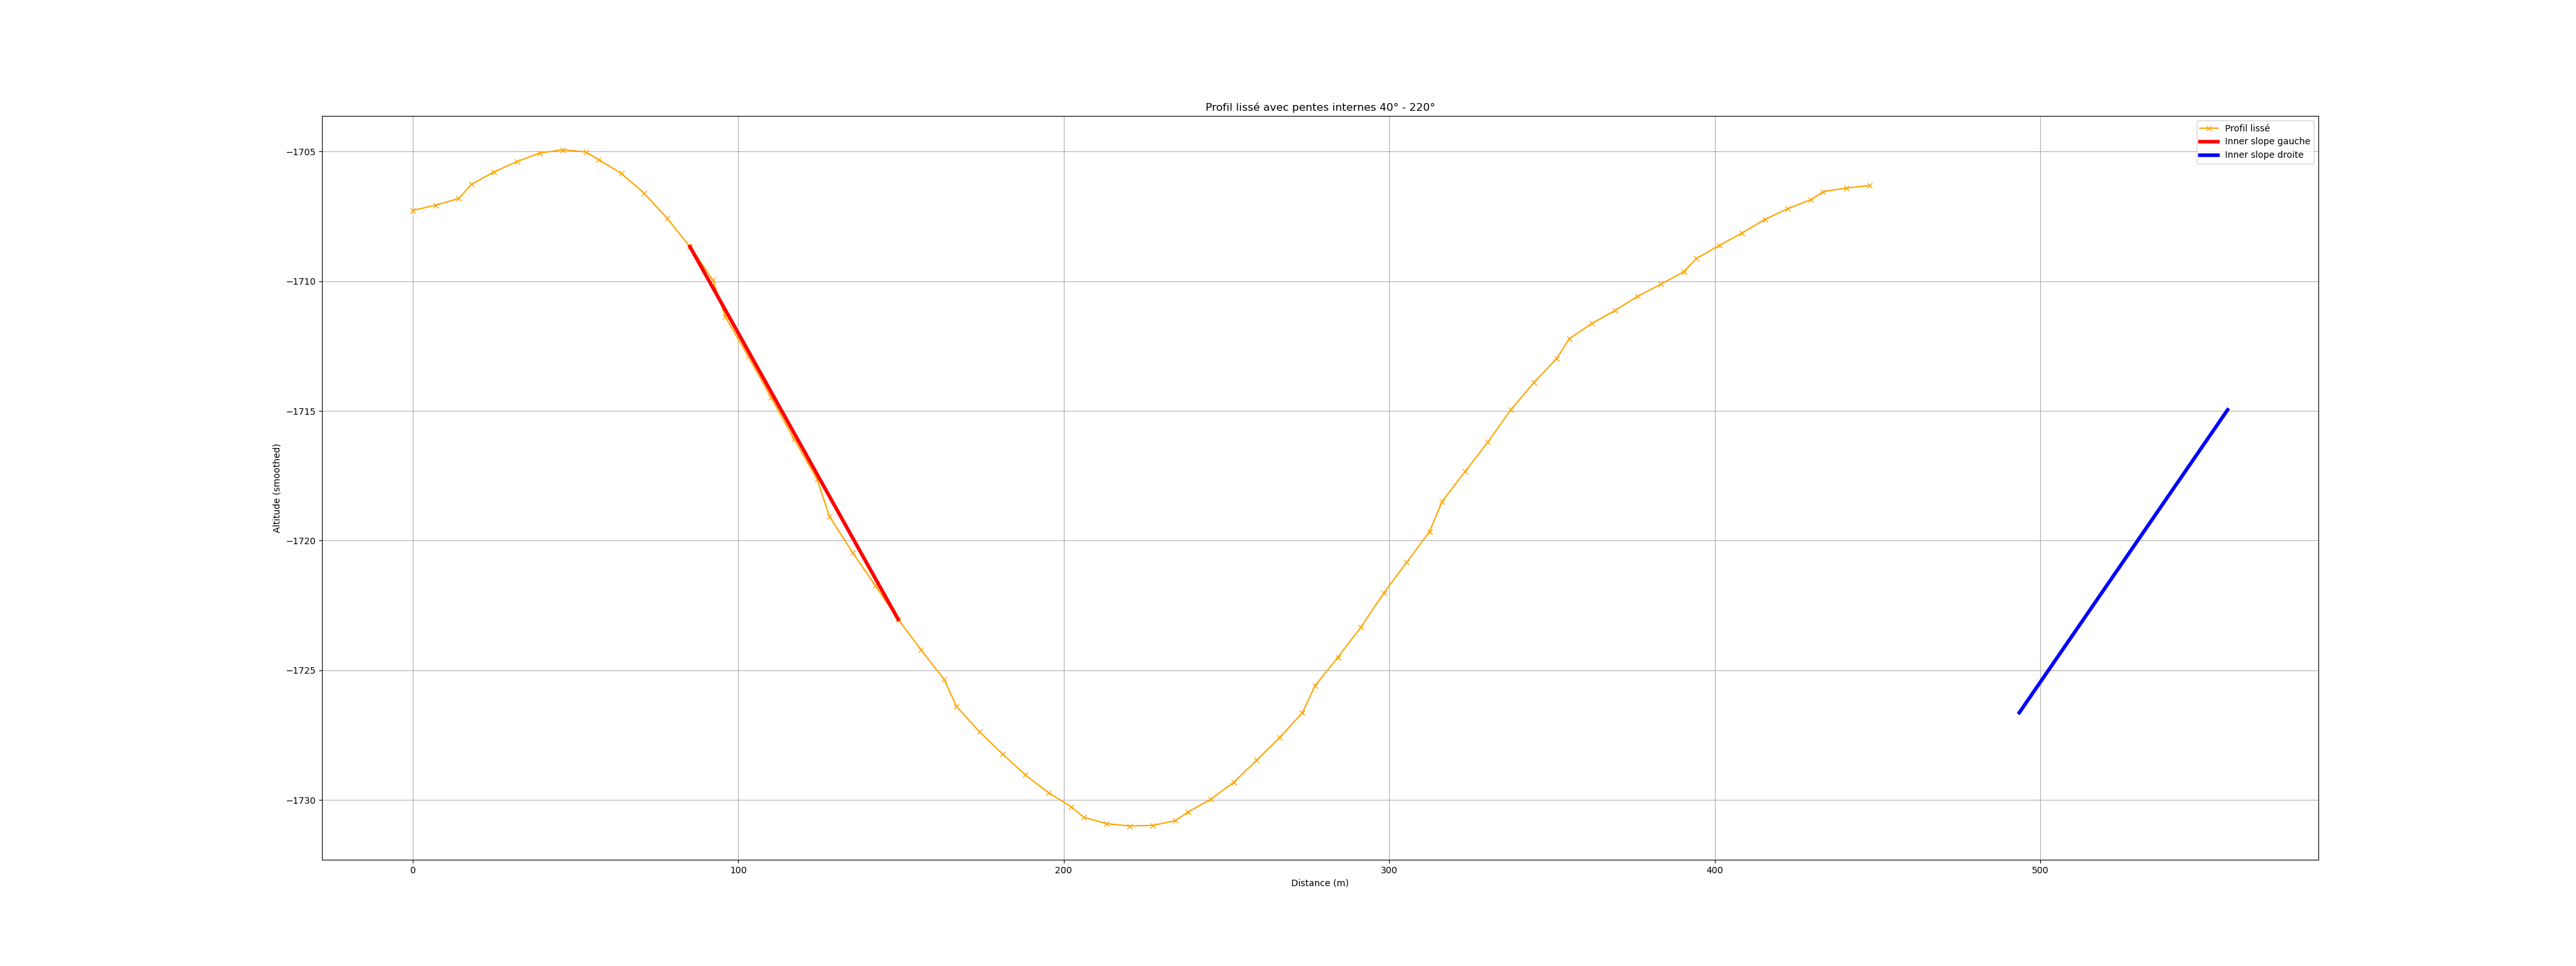 Profil lissé avec pentes internes 40° - 220°
Profil lissé
Inner slope gauche
Inner slope droite
−1705
−1710
−1715
−1720
−1725
−1730
Altitude (smoothed)
0
100
200
300
400
500
Distance (m)